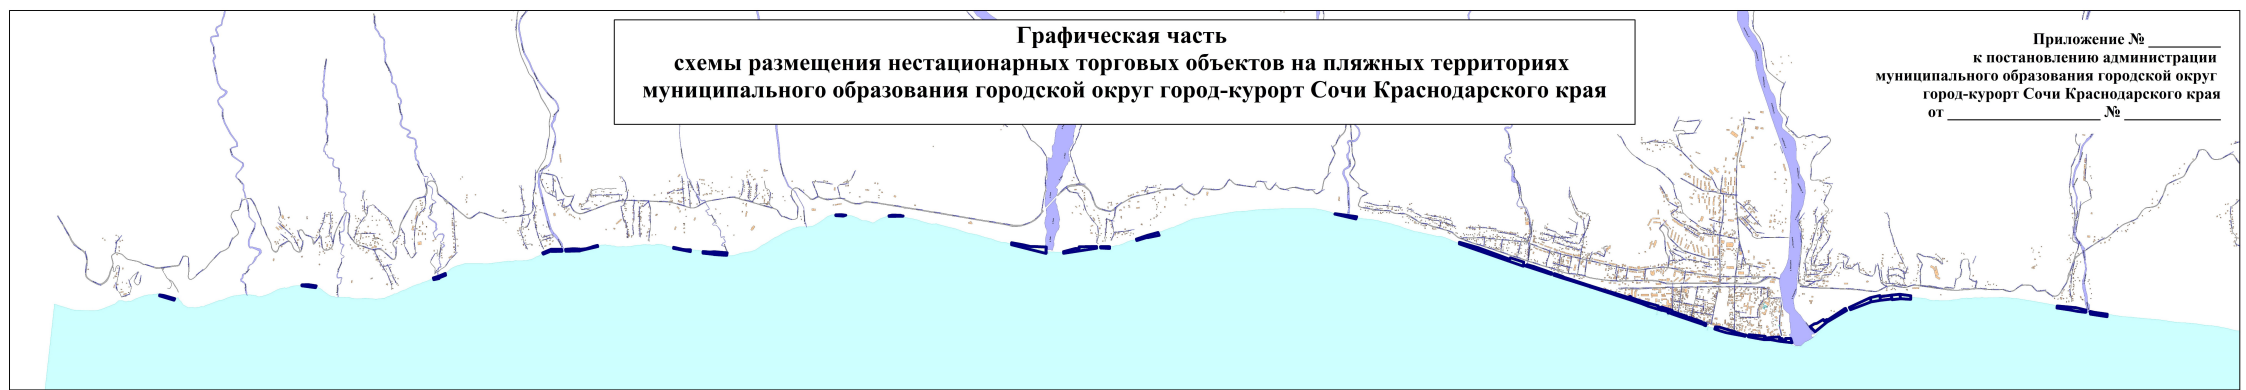 Графическая часть
схемы размещения нестационарных торговых объектов на пляжных территориях
муниципального образования городской округ город-курорт Сочи Краснодарского края
Приложение № _________
к постановлению администрации
муниципального образования городской округ
город-курорт Сочи Краснодарского края
от ___________________ № ____________